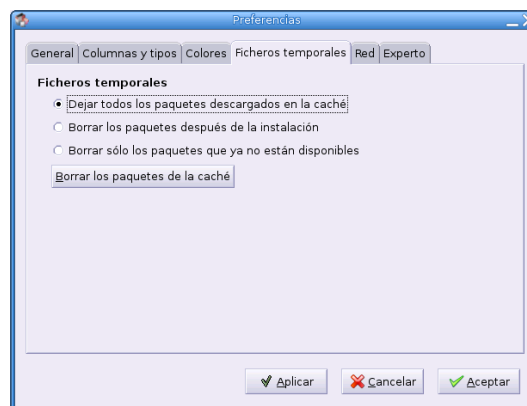 Preferencias
General Columnas y tipos Colores Ficheros temporales Red Experto
Ficheros temporales
Dejar todos los paquetes descargados en la caché
Borrar los paquetes después de la instalación
Borrar sólo los paquetes que ya no están disponibles
Borrar los paquetes de la caché
Aplicar Cancelar Aceptar